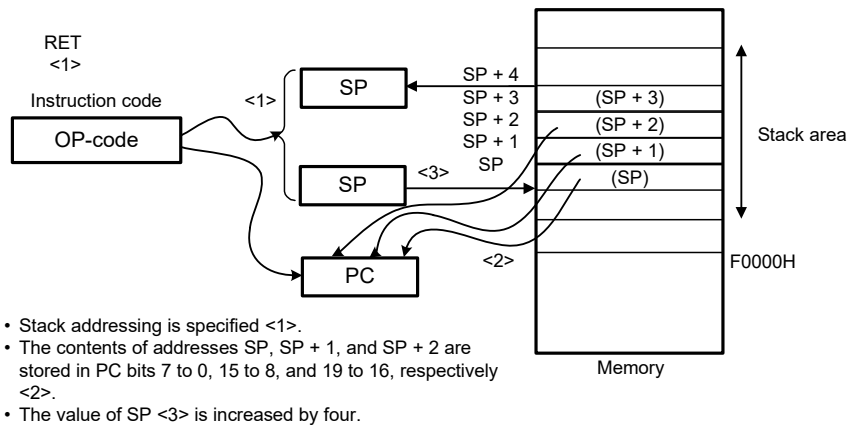 RET
<1>
Instruction code
OP-code
<1>
SP
SP
<3>
PC
<2>
SP + 4
SP + 3
SP + 2
SP + 1
SP
(SP + 3)
(SP + 2)
(SP + 1)
(SP)
Stack area
F0000H
Memory
• Stack addressing is specified <1>.
• The contents of addresses SP, SP + 1, and SP + 2 are
stored in PC bits 7 to 0, 15 to 8, and 19 to 16, respectively
<2>.
• The value of SP <3> is increased by four.